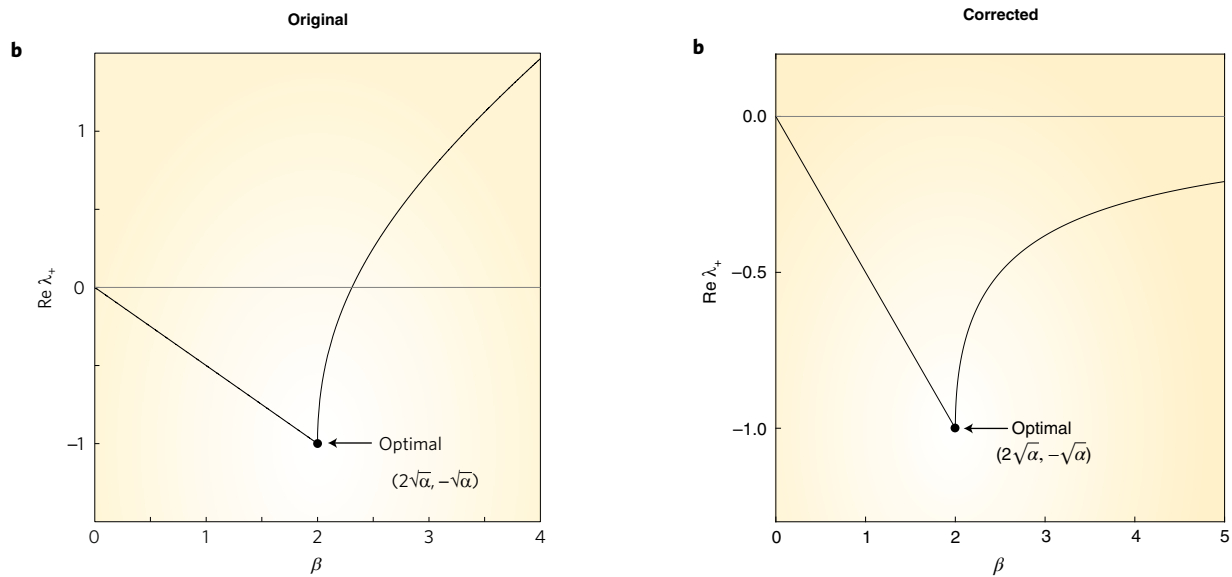 Original
b
1
0
−1
Re λ₊
Optimal
(2√α, −√α)
0
1
2
3
4
β
Corrected
b
0.0
−0.5
−1.0
Re λ₊
Optimal
(2√α, −√α)
0
1
2
3
4
5
β